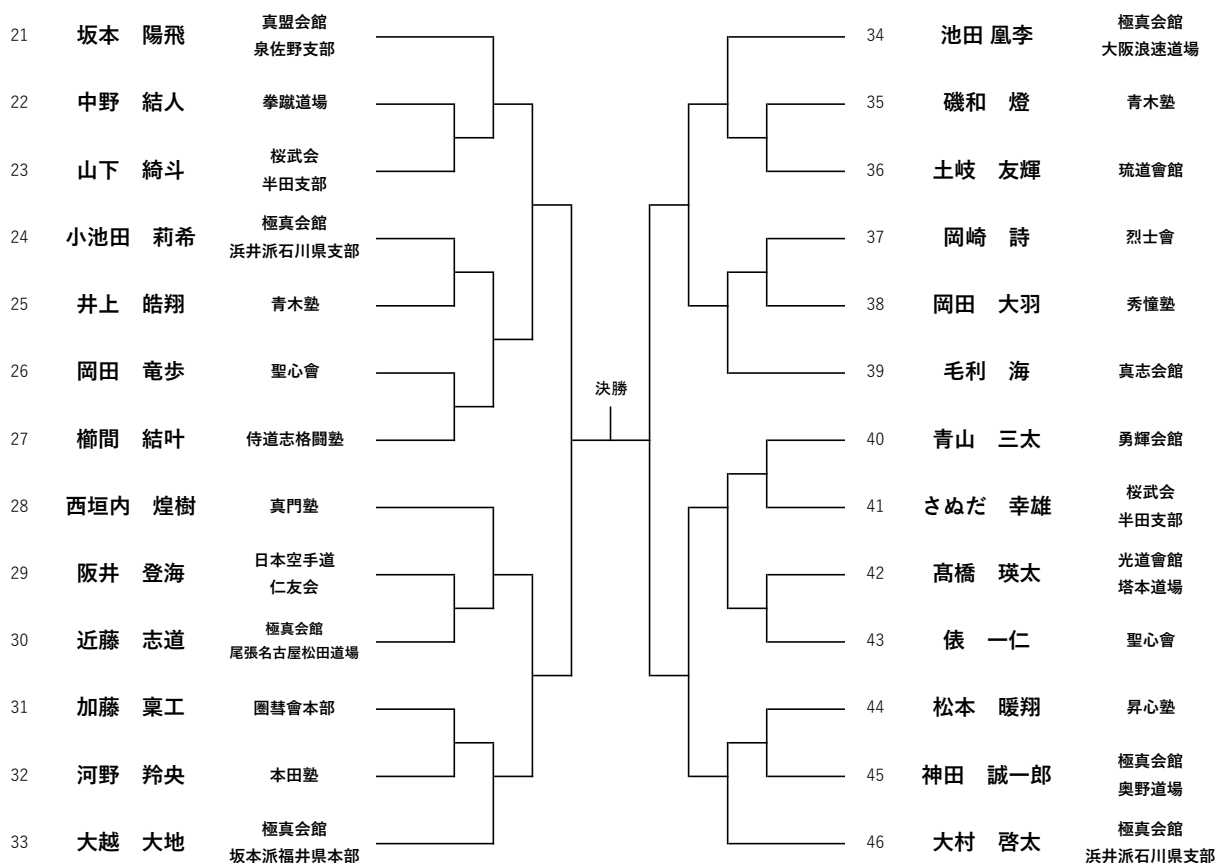 21 坂本 陽飛 真盟会館 泉佐野支部
22 中野 結人 拳蹴道場
23 山下 綺斗 桜武会 半田支部
24 小池田 莉希 極真会館 浜井派石川県支部
25 井上 皓翔 青木塾
26 岡田 竜歩 聖心會
27 櫛間 結叶 侍道志格闘塾
28 西垣内 煌樹 真門塾
29 阪井 登海 日本空手道 仁友会
30 近藤 志道 極真会館 尾張名古屋松田道場
31 加藤 稟工 圏彗會本部
32 河野 羚央 本田塾
33 大越 大地 極真会館 坂本派福井県本部
決勝
34 池田 凰李 極真会館 大阪浪速道場
35 磯和 燈 青木塾
36 土岐 友輝 琉道會館
37 岡崎 詩 烈士會
38 岡田 大羽 秀憧塾
39 毛利 海 真志会館
40 青山 三太 勇輝会館
41 さぬだ 幸雄 桜武会 半田支部
42 髙橋 瑛太 光道會館 塔本道場
43 俵 一仁 聖心會
44 松本 暖翔 昇心塾
45 神田 誠一郎 極真会館 奥野道場
46 大村 啓太 極真会館 浜井派石川県支部